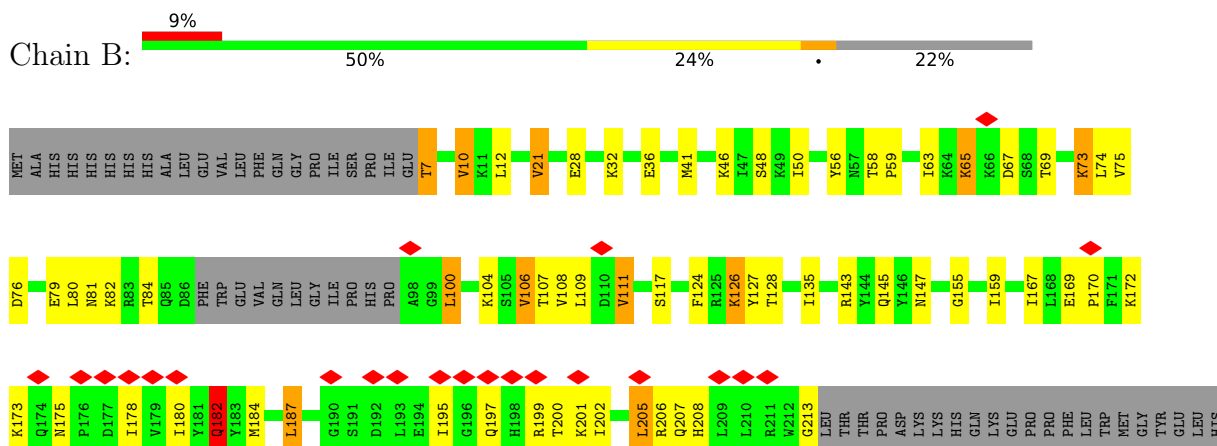 9%
Chain B:
50% 24% • 22%
MET ALA HIS HIS HIS HIS HIS HIS ALA LEU GLU VAL LEU PHE GLN GLY PRO ILE SER PRO ILE GLU T7 V10 K11 L12 V21 E28 K32 E36 M41 K46 I47 S48 K49 I50 Y56 N57 T58 P59 I63 K64 K65 K66 D67 S68 T69 K73 L74 V75
D76 E79 L80 N81 K82 R83 T84 Q85 D86 PHE TRP GLU VAL GLN LEU GLY ILE PRO HIS PRO A98 G99 L100 K104 S105 V106 T107 V108 L109 D110 V111 S117 F124 R125 K126 Y127 T128 I135 R143 Y144 Q145 Y146 N147 G155 I159 I167 L168 E169 P170 F171 K172
K173 Q174 N175 P176 D177 I178 V179 I180 Y181 Q182 Y183 M184 L187 G190 S191 D192 L193 E194 I195 G196 Q197 H198 R199 T200 K201 I202 L205 R206 Q207 H208 L209 L210 R211 W212 G213 LEU THR THR PRO ASP LYS LYS HIS GLN LYS GLU PRO PRO PHE LEU TRP MET GLY TYR GLU LEU HIS